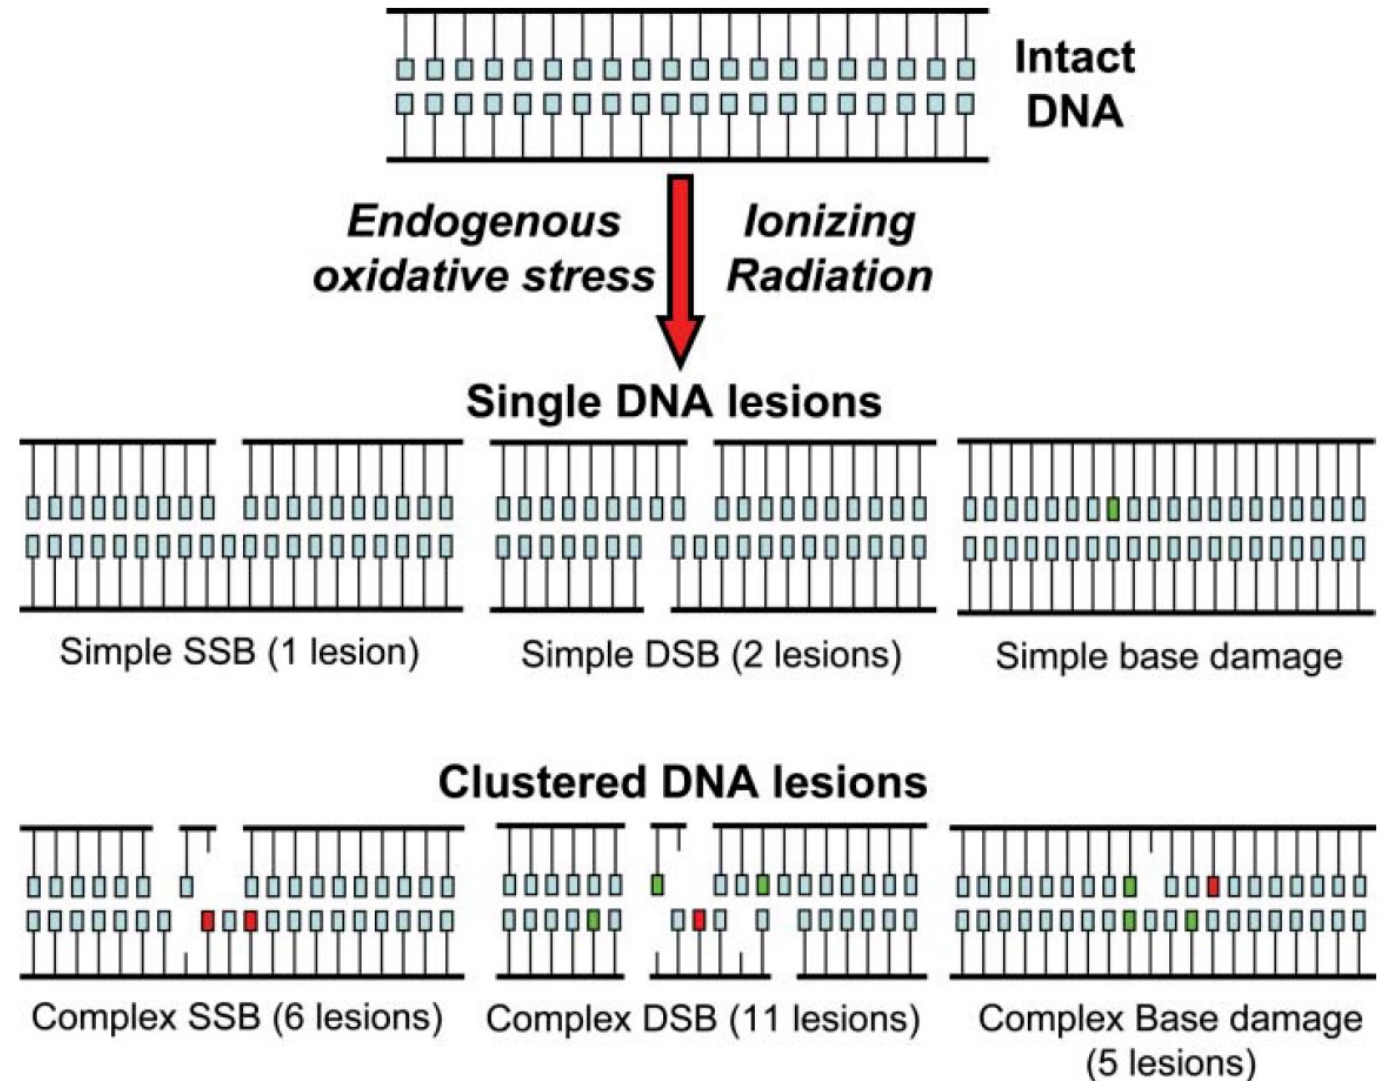 Intact
DNA
Endogenous
oxidative stress
Ionizing
Radiation
Single DNA lesions
Simple SSB (1 lesion)
Simple DSB (2 lesions)
Simple base damage
Clustered DNA lesions
Complex SSB (6 lesions)
Complex DSB (11 lesions)
Complex Base damage
(5 lesions)